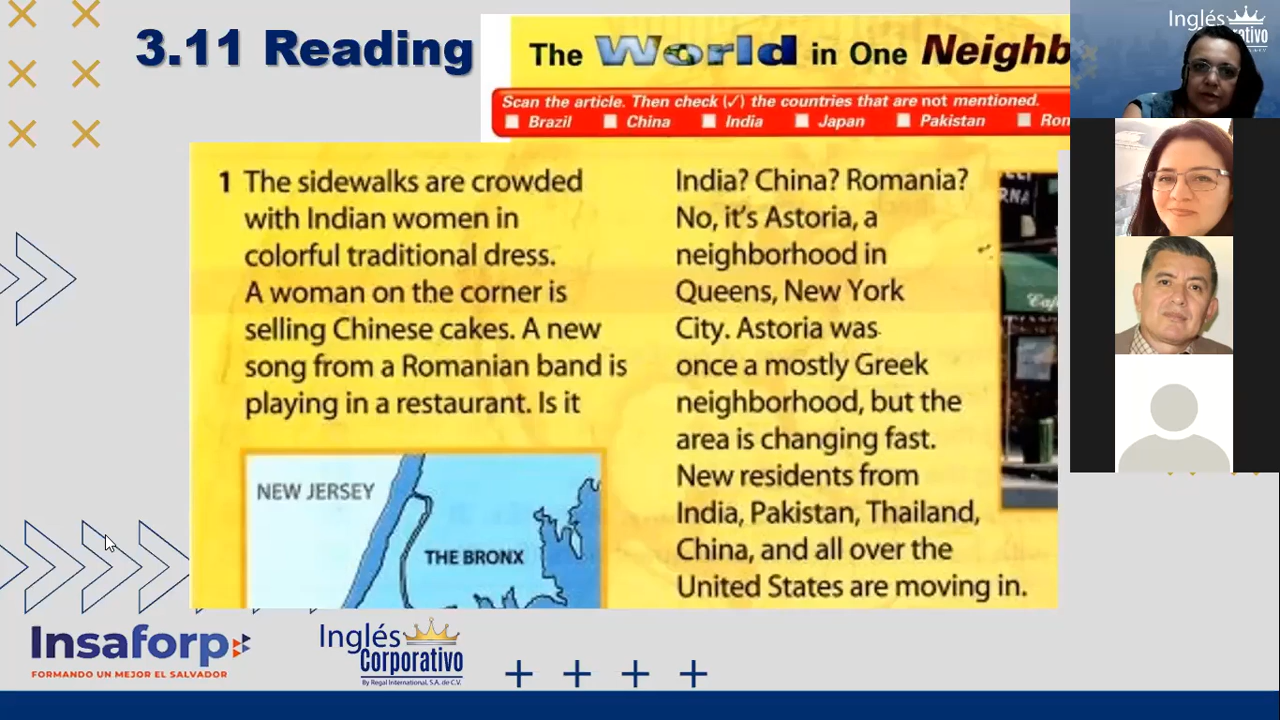 3.11 Reading
The World in One Neighb
Scan the article. Then check (✓) the countries that are not mentioned.
Brazil China India Japan Pakistan Rom
1 The sidewalks are crowded
with Indian women in
colorful traditional dress.
A woman on the corner is
selling Chinese cakes. A new
song from a Romanian band is
playing in a restaurant. Is it
India? China? Romania?
No, it's Astoria, a
neighborhood in
Queens, New York
City. Astoria was
once a mostly Greek
neighborhood, but the
area is changing fast.
New residents from
India, Pakistan, Thailand,
China, and all over the
United States are moving in.
NEW JERSEY
THE BRONX
Insaforp
FORMANDO UN MEJOR EL SALVADOR
Inglés
Corporativo
By Regal International, S.A. de C.V.
Inglés